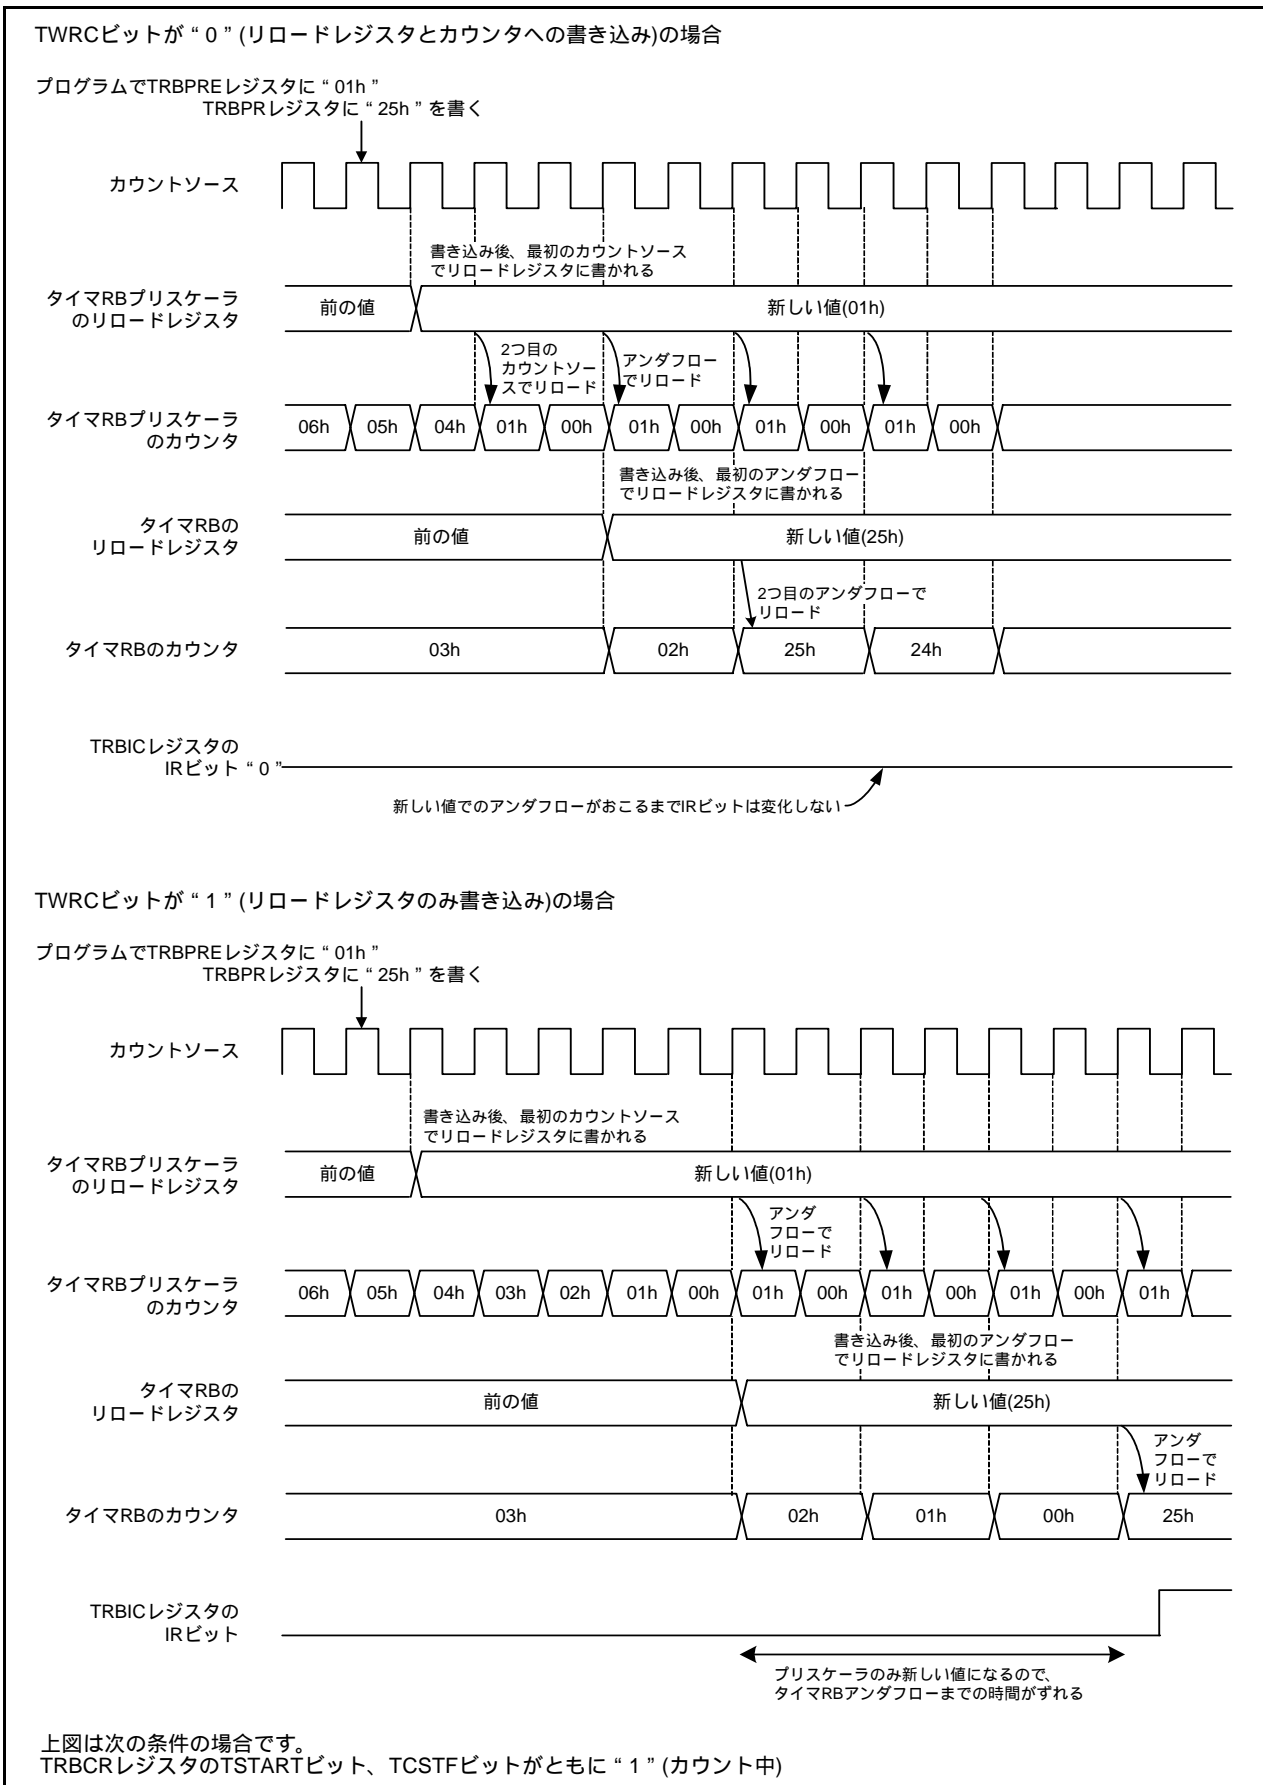 TWRCビットが“0”(リロードレジスタとカウンタへの書き込み)の場合
プログラムでTRBPREレジスタに“01h”
TRBPRレジスタに“25h”を書く
カウントソース
書き込み後、最初のカウントソース
でリロードレジスタに書かれる
タイマRBプリスケーラ
のリロードレジスタ
前の値
新しい値(01h)
2つ目の
カウントソー
スでリロード
アンダフロー
でリロード
タイマRBプリスケーラ
のカウンタ
06h 05h 04h 01h 00h 01h 00h 01h 00h 01h 00h
書き込み後、最初のアンダフロー
でリロードレジスタに書かれる
タイマRBの
リロードレジスタ
前の値
新しい値(25h)
2つ目のアンダフローで
リロード
タイマRBのカウンタ
03h 02h 25h 24h
TRBICレジスタの
IRビット“0”
新しい値でのアンダフローがおこるまでIRビットは変化しない
TWRCビットが“1”(リロードレジスタのみ書き込み)の場合
プログラムでTRBPREレジスタに“01h”
TRBPRレジスタに“25h”を書く
カウントソース
書き込み後、最初のカウントソース
でリロードレジスタに書かれる
タイマRBプリスケーラ
のリロードレジスタ
前の値
新しい値(01h)
アンダ
フローで
リロード
タイマRBプリスケーラ
のカウンタ
06h 05h 04h 03h 02h 01h 00h 01h 00h 01h 00h 01h 00h 01h
書き込み後、最初のアンダフロー
でリロードレジスタに書かれる
タイマRBの
リロードレジスタ
前の値
新しい値(25h)
アンダ
フローで
リロード
タイマRBのカウンタ
03h 02h 01h 00h 25h
TRBICレジスタの
IRビット
プリスケーラのみ新しい値になるので、
タイマRBアンダフローまでの時間がずれる
上図は次の条件の場合です。
TRBCRレジスタのTSTARTビット、TCSTFビットがともに“1”(カウント中)